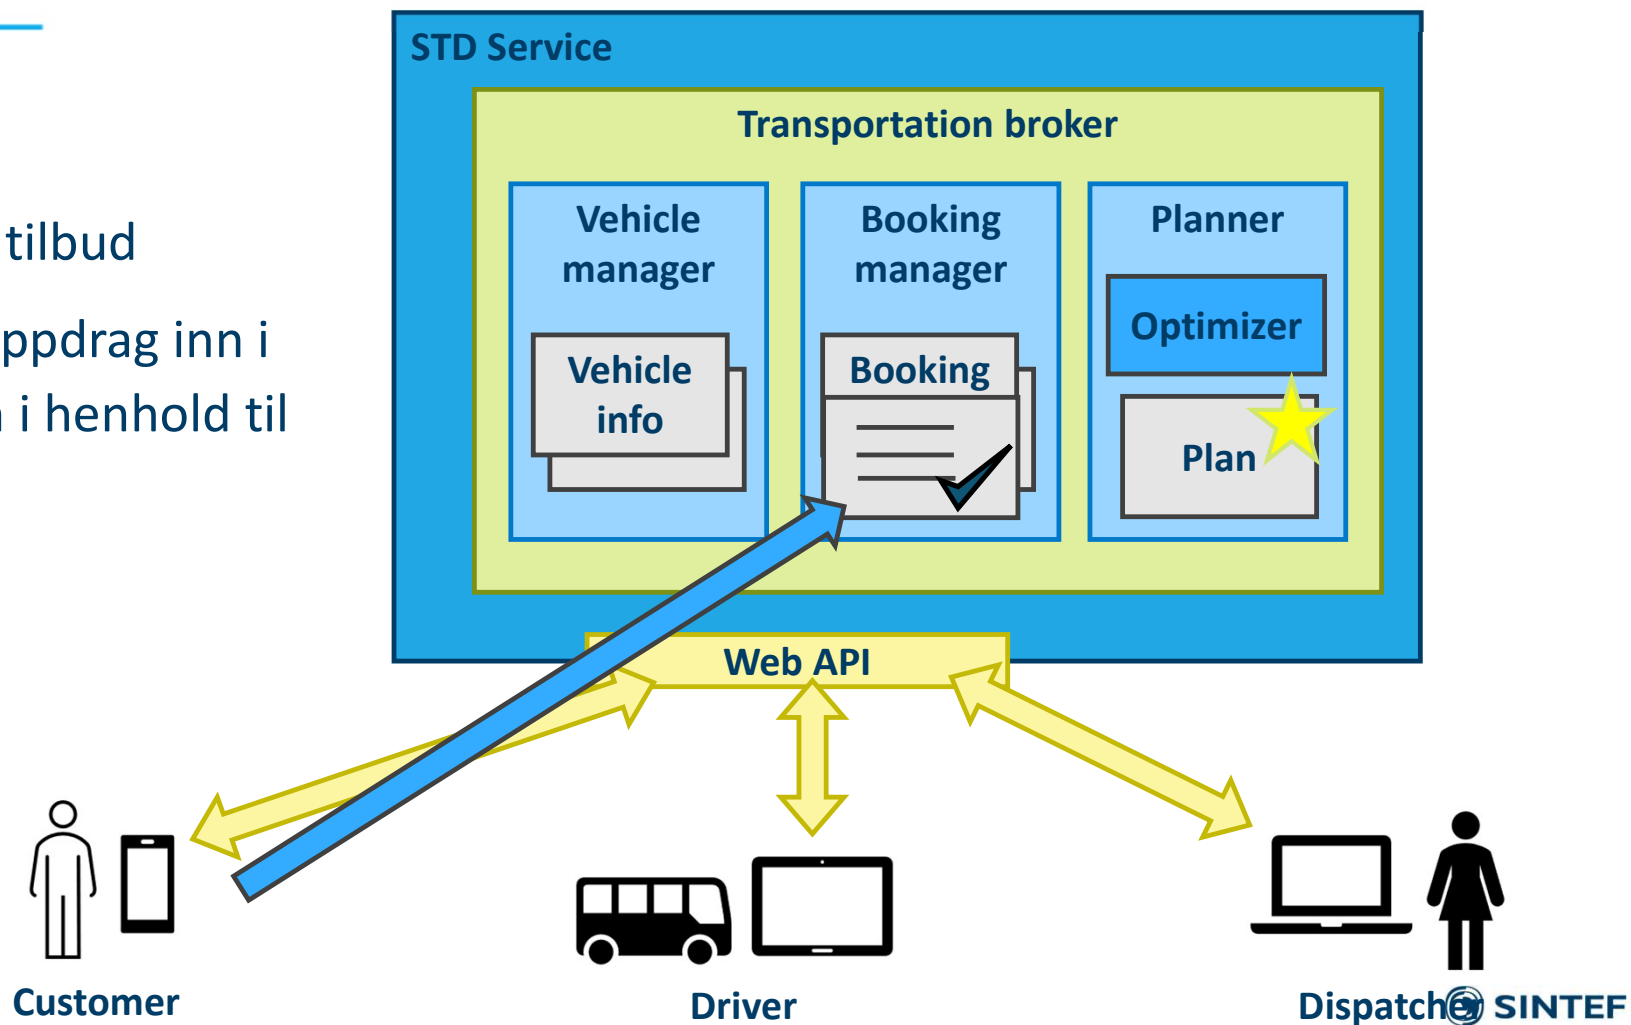 STD Service
Transportation broker
Vehicle
manager
Booking
manager
Planner
Vehicle
info
Booking
Optimizer
Plan
tilbud
ppdrag inn i
i henhold til
Web API
Customer
Driver
Dispatcher
SINTEF